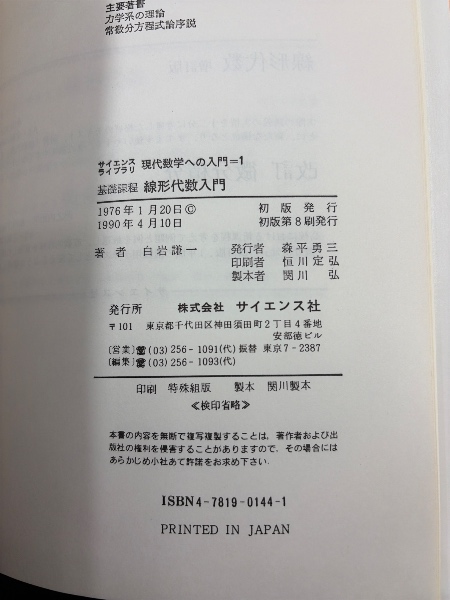 主要著書
力学系の理論
常微分方程式論序説
サイエンス
ライブラリ 現代数学への入門＝1
基礎課程 線形代数入門
1976年1月20日© 初版発行
1990年4月10日 初版第8刷発行
著者 白岩謙一 発行者 森平勇三
印刷者 恒川定弘
製本者 関川弘
発行所 株式会社 サイエンス社
〒101 東京都千代田区神田須田町2丁目4番地
安部徳ビル
〔営業〕☎(03)256-1091(代) 振替 東京7-2387
〔編集〕☎(03)256-1093(代)
印刷 特殊組版 製本 関川製本
≪検印省略≫
本書の内容を無断で複写複製することは，著作者および出
版社の権利を侵害することがありますので，その場合には
あらかじめ小社あて許諾をお求め下さい．
ISBN4-7819-0144-1
PRINTED IN JAPAN